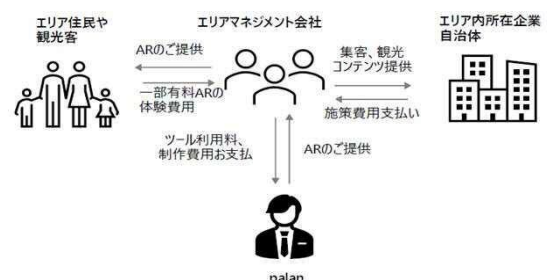 エリア住民や
観光客
エリアマネジメント会社
エリア内所在企業
自治体
ARのご提供
一部有料ARの
体験費用
集客、観光
コンテンツ提供
施策費用支払い
ツール利用料、
制作費用お支払
ARのご提供
palan